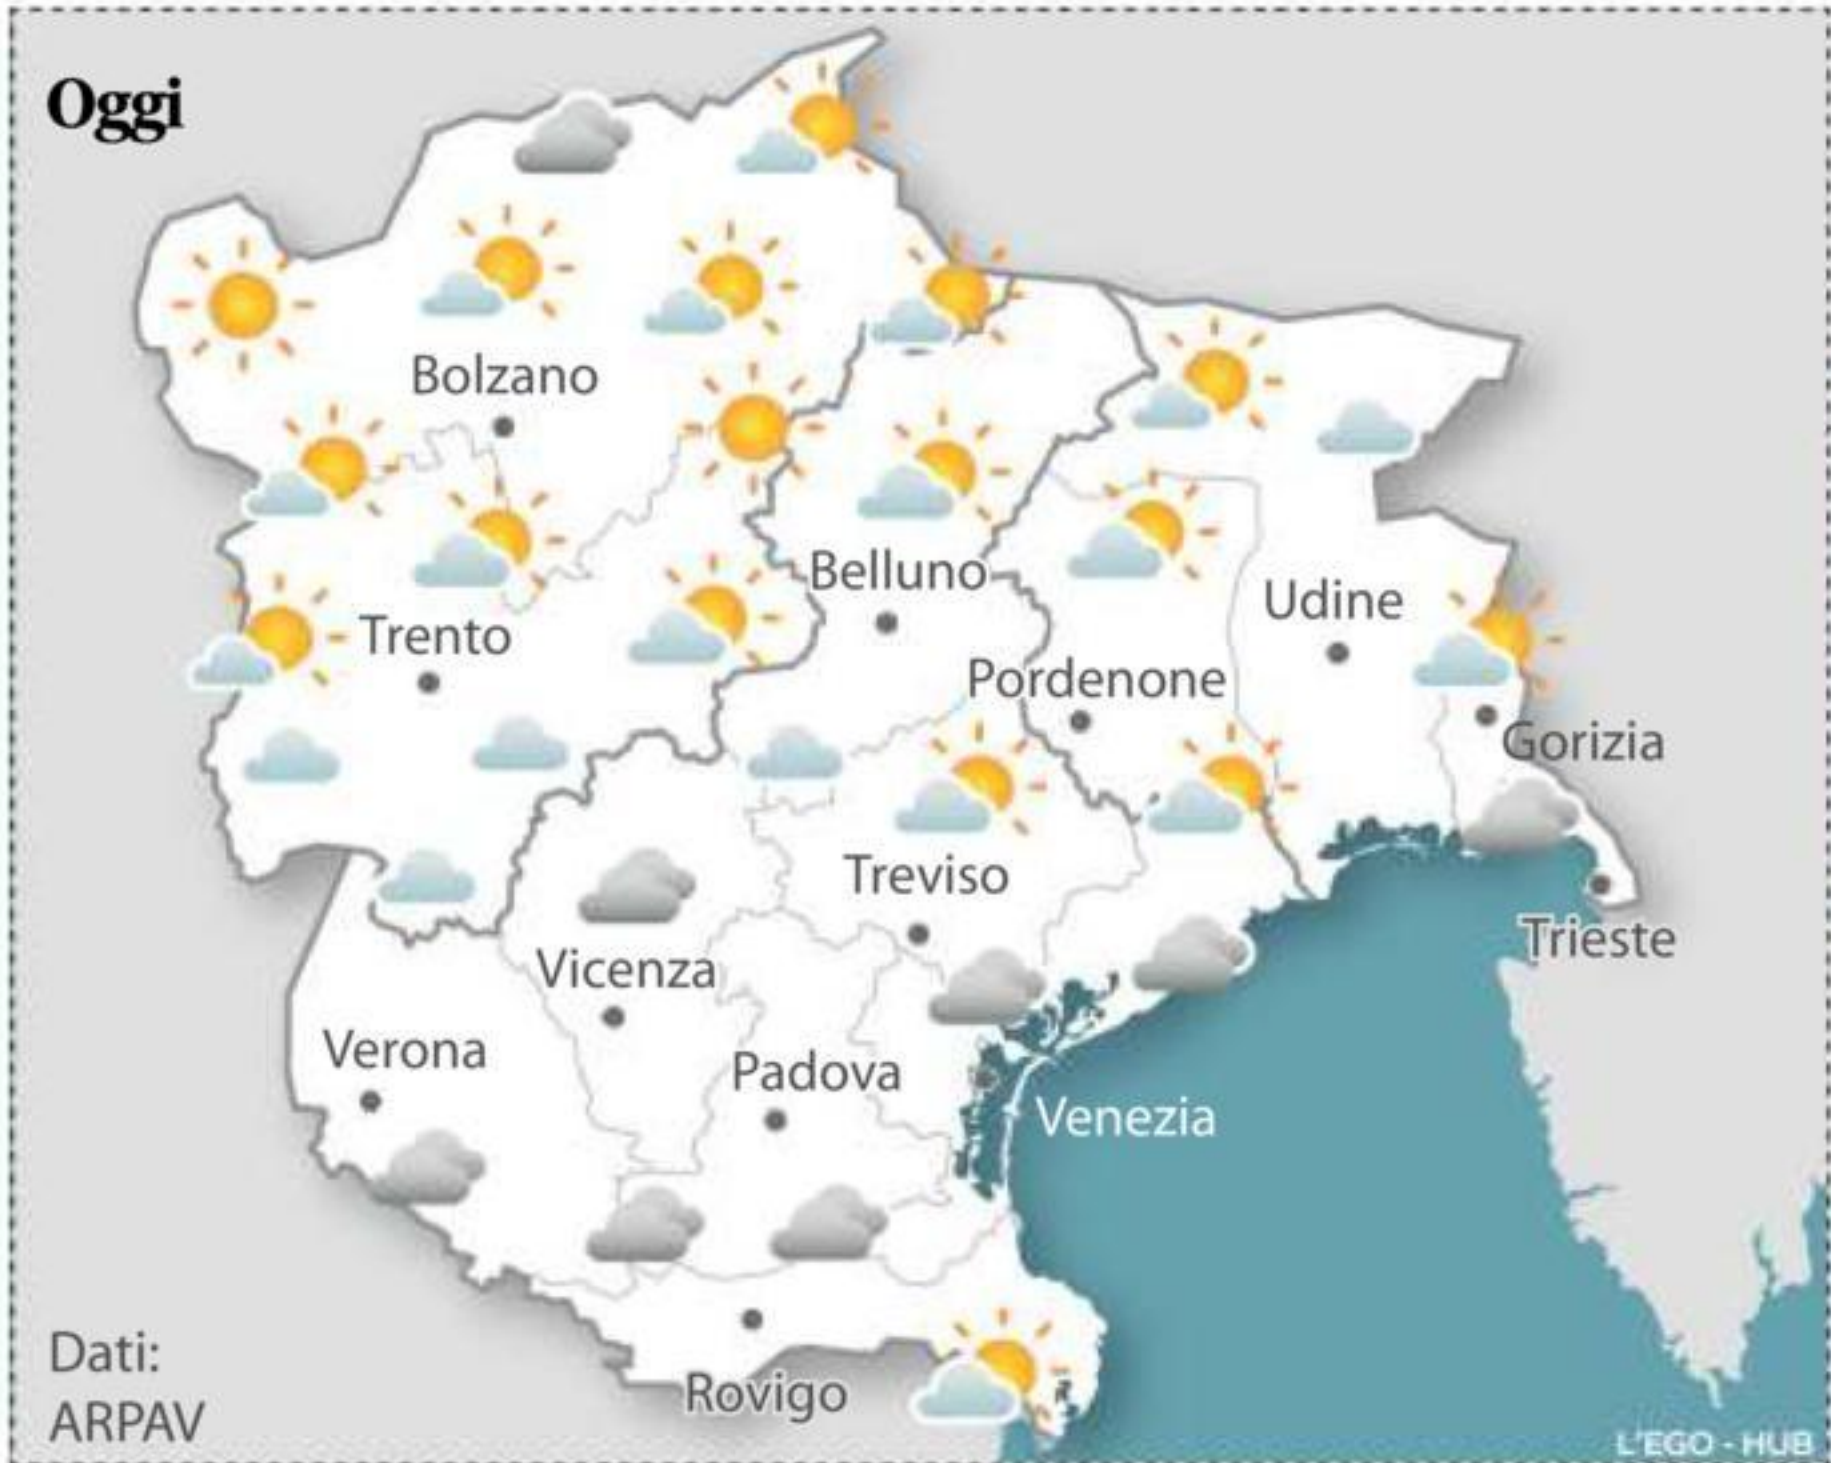 Oggi
Bolzano
Belluno
Udine
Trento
Pordenone
Gorizia
Treviso
Trieste
Vicenza
Verona
Padova
Venezia
Rovigo
Dati:
ARPAV
L'EGO - HUB